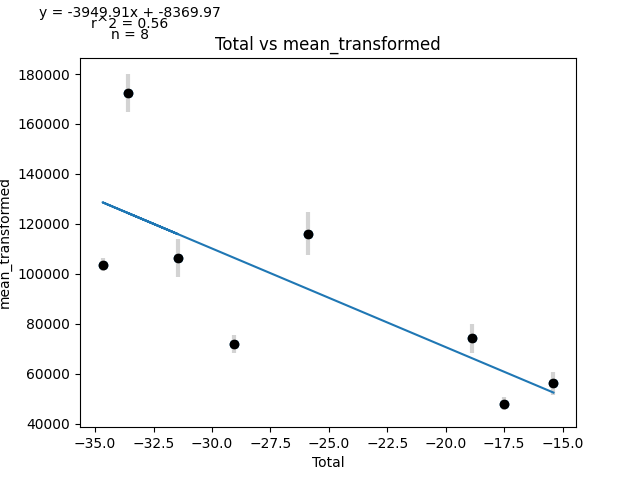 y = -3949.91x + -8369.97
r^2 = 0.56
n = 8
Total vs mean_transformed
180000
160000
140000
120000
100000
80000
60000
40000
mean_transformed
−35.0 −32.5 −30.0 −27.5 −25.0 −22.5 −20.0 −17.5 −15.0
Total